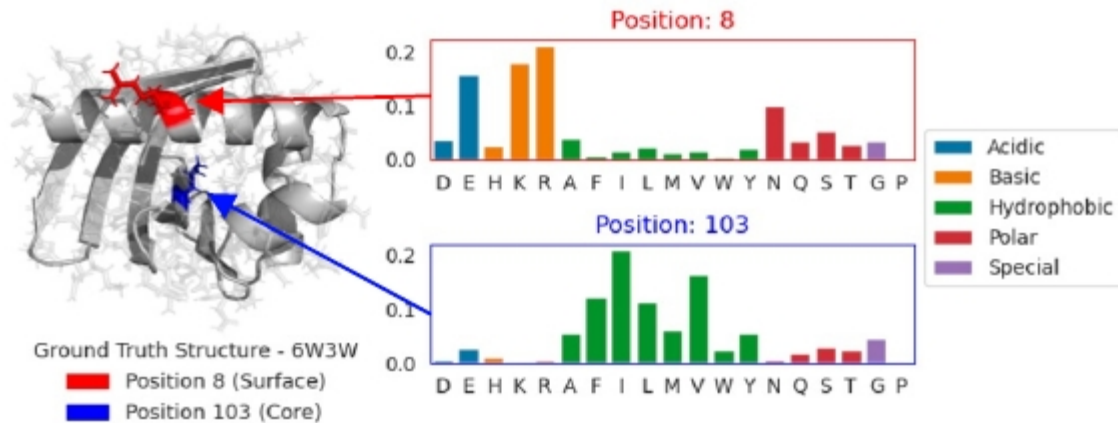 Position: 8
0.2
0.1
0.0
D E H K R A F I L M V W Y N Q S T G P
Position: 103
0.2
0.1
0.0
D E H K R A F I L M V W Y N Q S T G P
Acidic
Basic
Hydrophobic
Polar
Special
Ground Truth Structure - 6W3W
Position 8 (Surface)
Position 103 (Core)